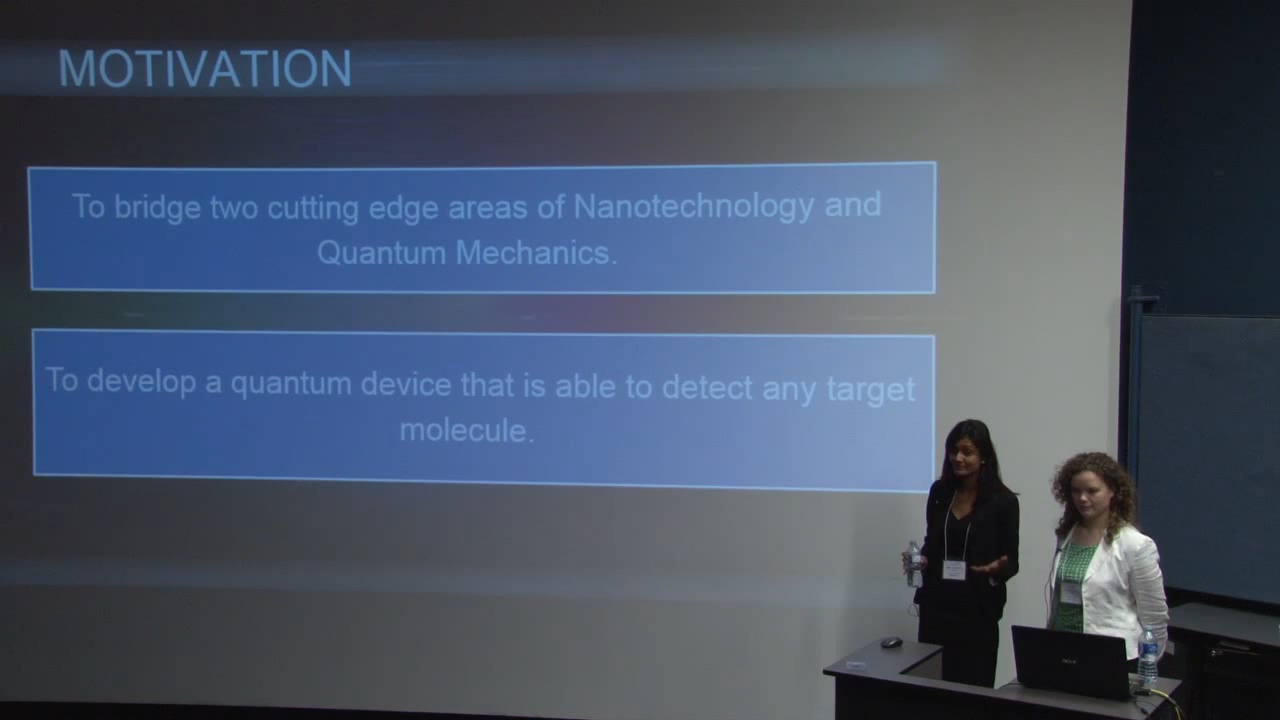 MOTIVATION
To bridge two cutting edge areas of Nanotechnology and
Quantum Mechanics.
To develop a quantum device that is able to detect any target
molecule.
acer